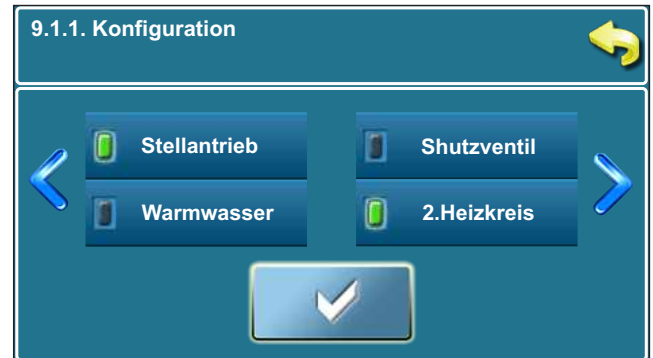 9.1.1. Konfiguration
Stellantrieb
Shutzventil
Warmwasser
2.Heizkreis